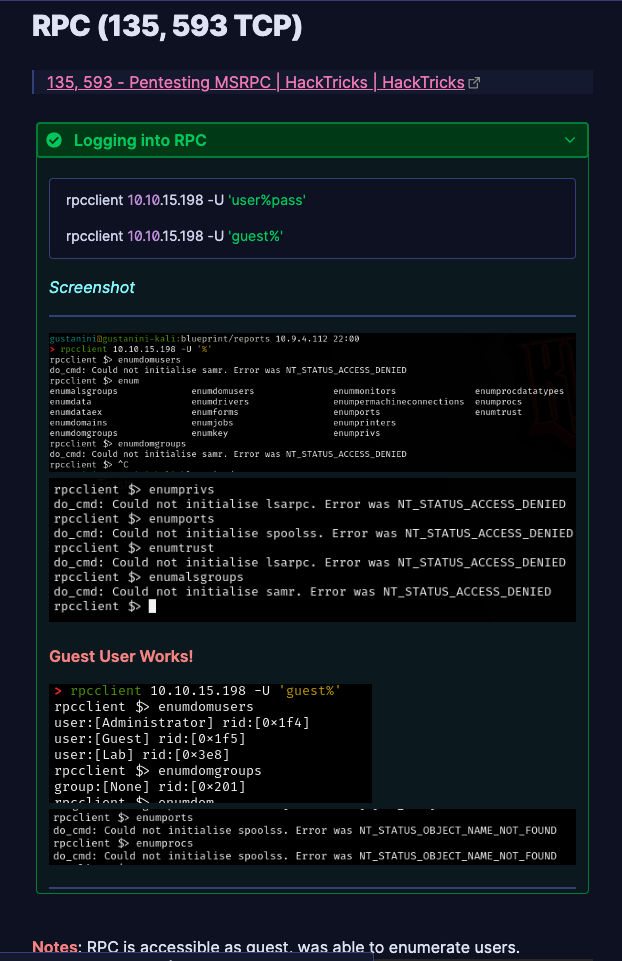 RPC (135, 593 TCP)
135, 593 - Pentesting MSRPC | HackTricks | HackTricks
Logging into RPC
rpcclient 10.10.15.198 -U 'user%pass'
rpcclient 10.10.15.198 -U 'guest%'
Screenshot
gustanini@gustanini-kali:blueprint/reports 10.9.4.112 22:00
> rpcclient 10.10.15.198 -U '%'
rpcclient $> enumdomusers
do_cmd: Could not initialise samr. Error was NT_STATUS_ACCESS_DENIED
rpcclient $> enum
enumalsgroups enumdomusers enummonitors enumprocdatatypes
enumdata enumdrivers enumpermachineconnections enumprocs
enumdataex enumforms enumports enumtrust
enumdomains enumjobs enumprinters
enumdomgroups enumkey enumprivs
rpcclient $> enumdomgroups
do_cmd: Could not initialise samr. Error was NT_STATUS_ACCESS_DENIED
rpcclient $> ^C
rpcclient $> enumprivs
do_cmd: Could not initialise lsarpc. Error was NT_STATUS_ACCESS_DENIED
rpcclient $> enumports
do_cmd: Could not initialise spoolss. Error was NT_STATUS_ACCESS_DENIED
rpcclient $> enumtrust
do_cmd: Could not initialise lsarpc. Error was NT_STATUS_ACCESS_DENIED
rpcclient $> enumalsgroups
do_cmd: Could not initialise samr. Error was NT_STATUS_ACCESS_DENIED
rpcclient $>
Guest User Works!
> rpcclient 10.10.15.198 -U 'guest%'
rpcclient $> enumdomusers
user:[Administrator] rid:[0×1f4]
user:[Guest] rid:[0×1f5]
user:[Lab] rid:[0×3e8]
rpcclient $> enumdomgroups
group:[None] rid:[0×201]
rpcclient $> enumdom
rpcclient $> enumports
do_cmd: Could not initialise spoolss. Error was NT_STATUS_OBJECT_NAME_NOT_FOUND
rpcclient $> enumprocs
do_cmd: Could not initialise spoolss. Error was NT_STATUS_OBJECT_NAME_NOT_FOUND
Notes: RPC is accessible as guest, was able to enumerate users.